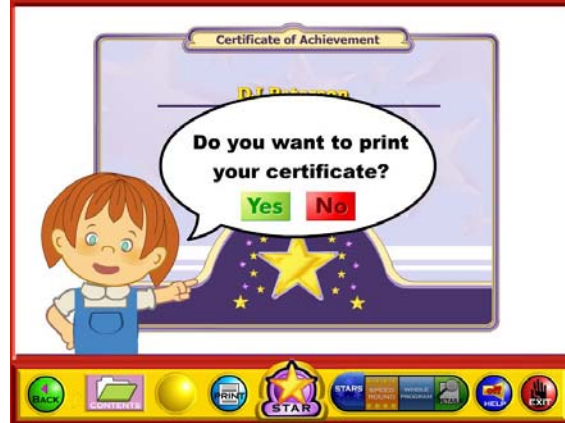 Certificate of Achievement
Do you want to print
your certificate?
Yes No
BACK
CONTENTS
PRINT
STAR
STARS
SPEED
ROUND
WHOLE
PROGRAM
DETAIL
HELP
EXIT